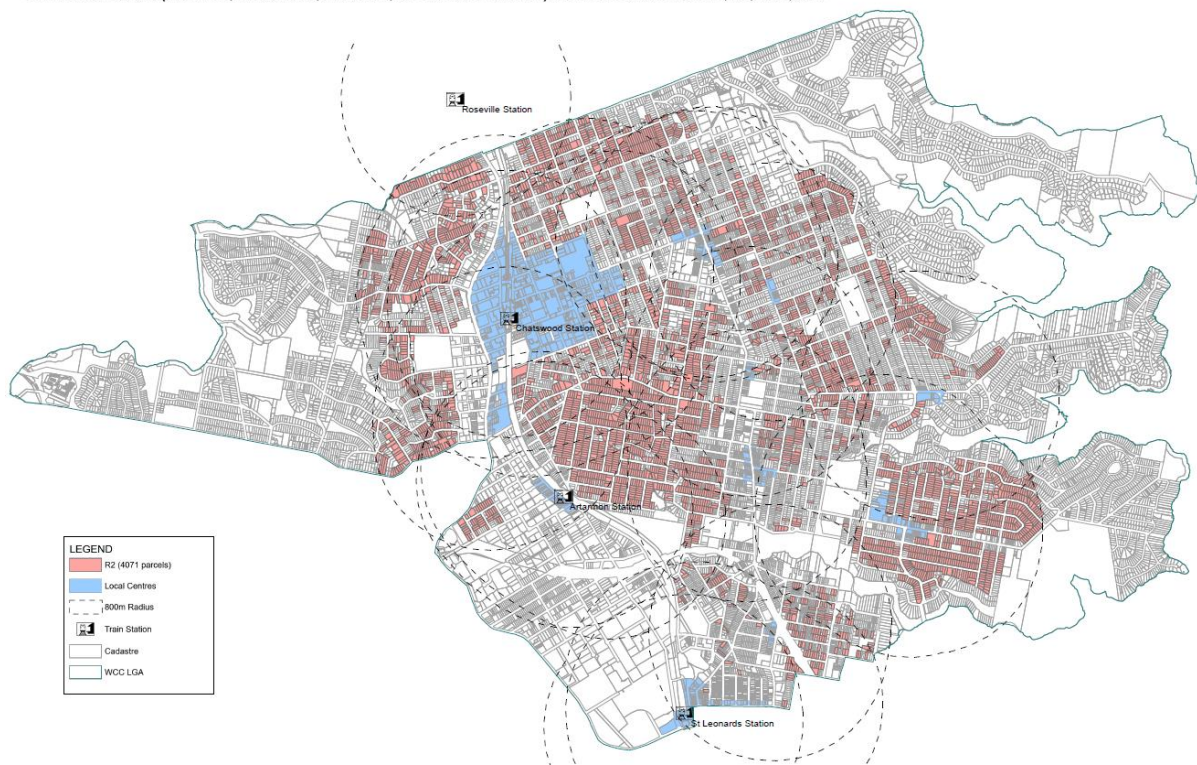 Roseville Station
Chatswood Station
Artarmon Station
St Leonards Station
LEGEND
R2 (4071 parcels)
Local Centres
800m Radius
Train Station
Cadastre
WCC LGA